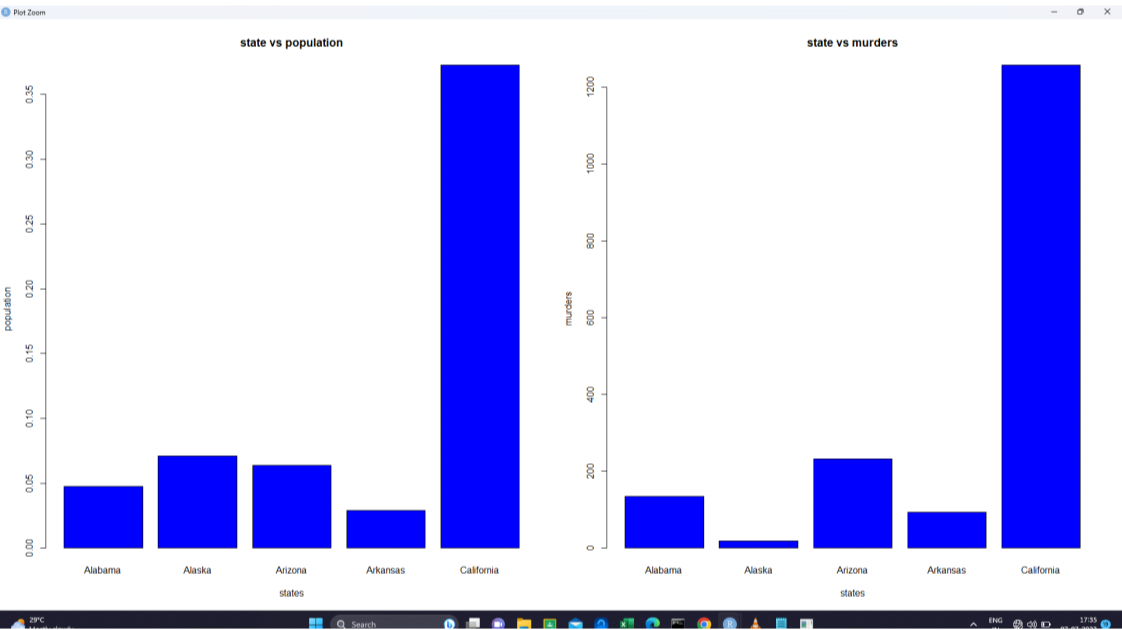 Plot Zoom
state vs population
population
0.00 0.05 0.10 0.15 0.20 0.25 0.30 0.35
Alabama Alaska Arizona Arkansas California
states
state vs murders
murders
0 200 400 600 800 1000 1200
Alabama Alaska Arizona Arkansas California
states
29°C
Search
ENG
17:35